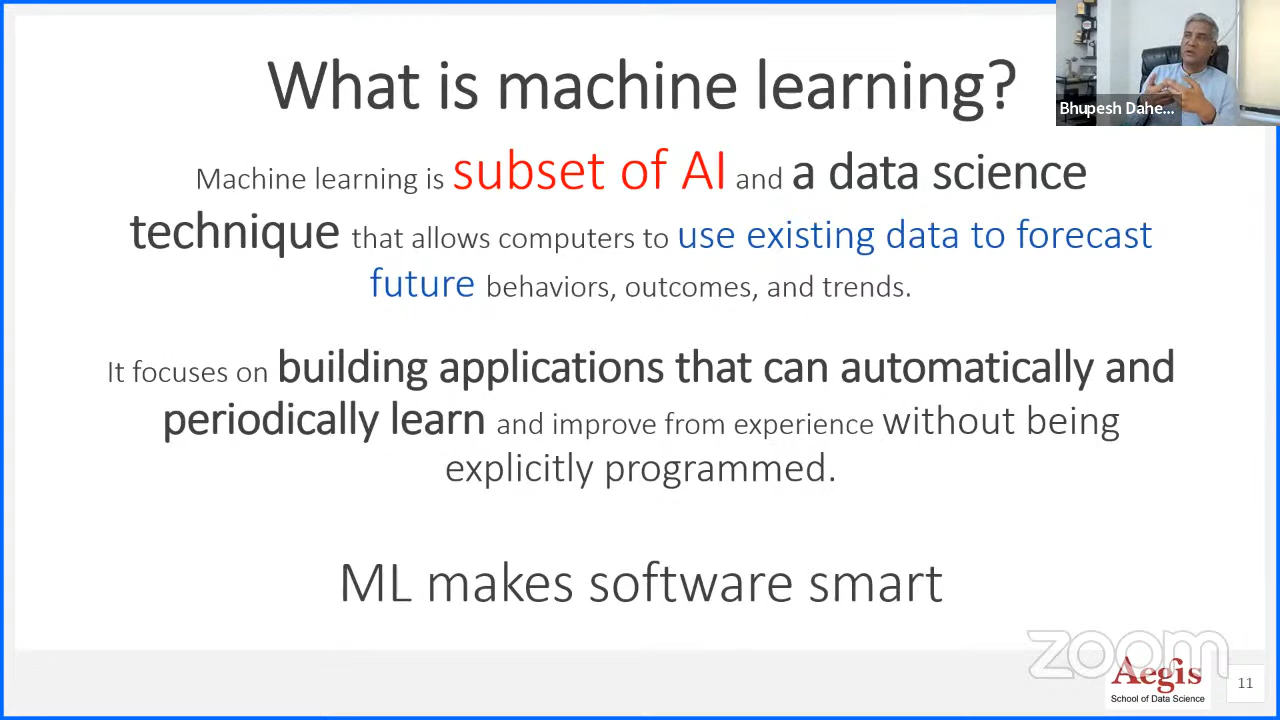 What is machine learning?
Bhupesh Dahe...
Machine learning is subset of AI and a data science
technique that allows computers to use existing data to forecast
future behaviors, outcomes, and trends.
It focuses on building applications that can automatically and
periodically learn and improve from experience without being
explicitly programmed.
ML makes software smart
zoom
Aegis
School of Data Science
11